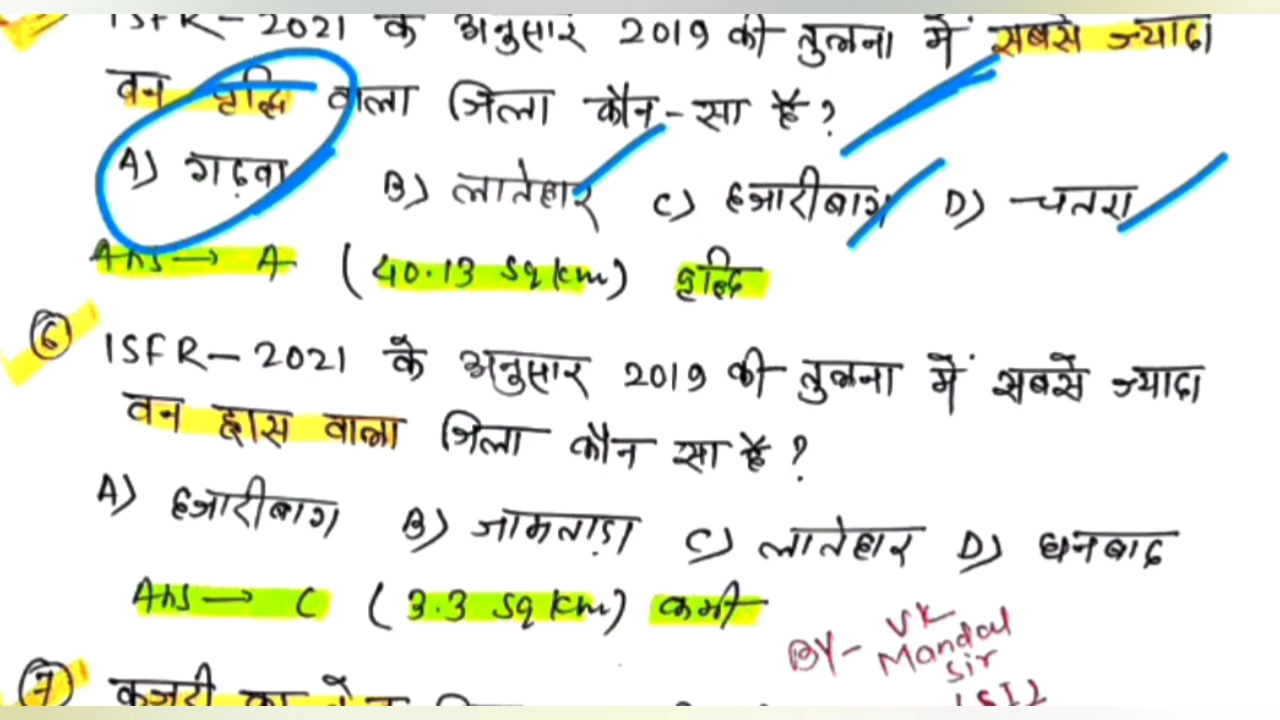 ISFR-2021 के अनुसार 2019 की तुलना में सबसे ज्यादा
वन वृद्धि वाला जिला कौन-सा है?
A) गढ़वा B) लातेहार C) हजारीबाग D) चतरा
Ans → A (40.13 Sq km) वृद्धि
6 ISFR-2021 के अनुसार 2019 की तुलना में सबसे ज्यादा
वन ह्रास वाला जिला कौन सा है?
A) हजारीबाग B) जामताड़ा C) लातेहार D) धनबाद
Ans → C (3.3 Sq km) कमी
BY- VK
Mandal
Sir
7